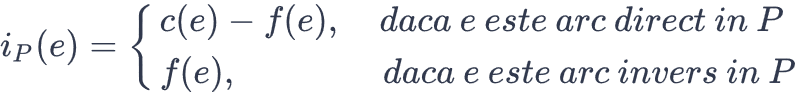 i_P(e) = { c(e) − f(e), daca e este arc direct in P
f(e), daca e este arc invers in P